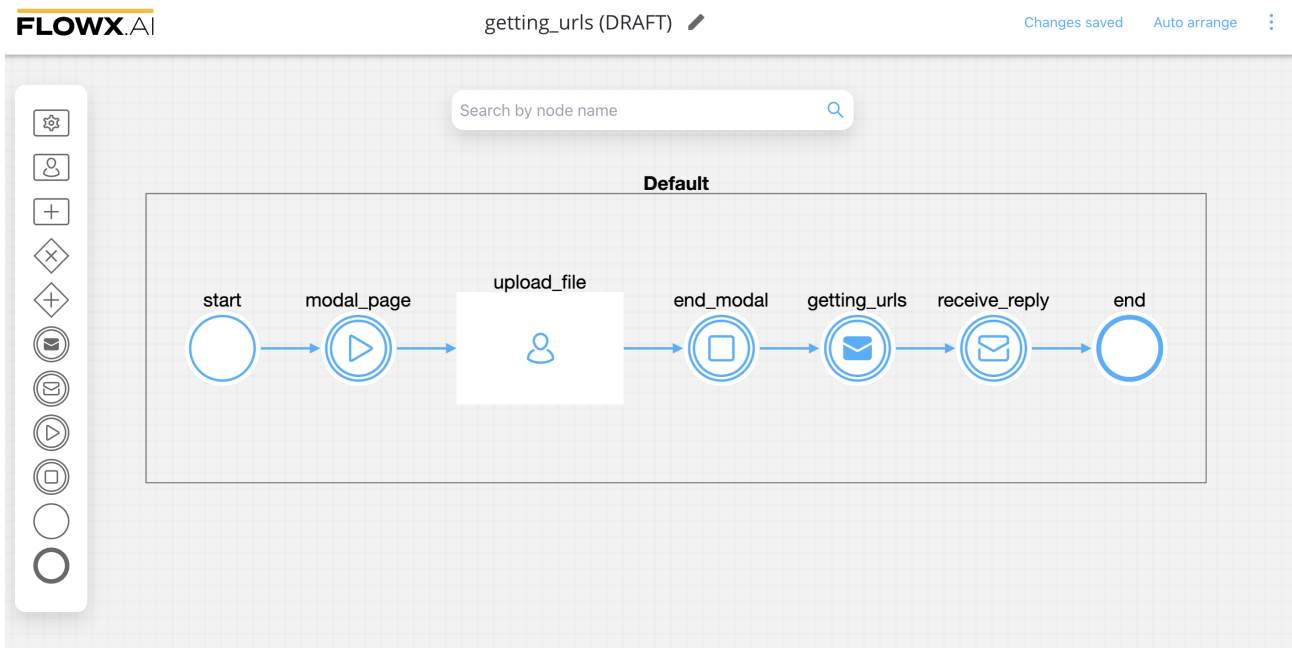 FLOWX.AI
getting_urls (DRAFT)
Changes saved
Auto arrange
Search by node name
Default
start
modal_page
upload_file
end_modal
getting_urls
receive_reply
end